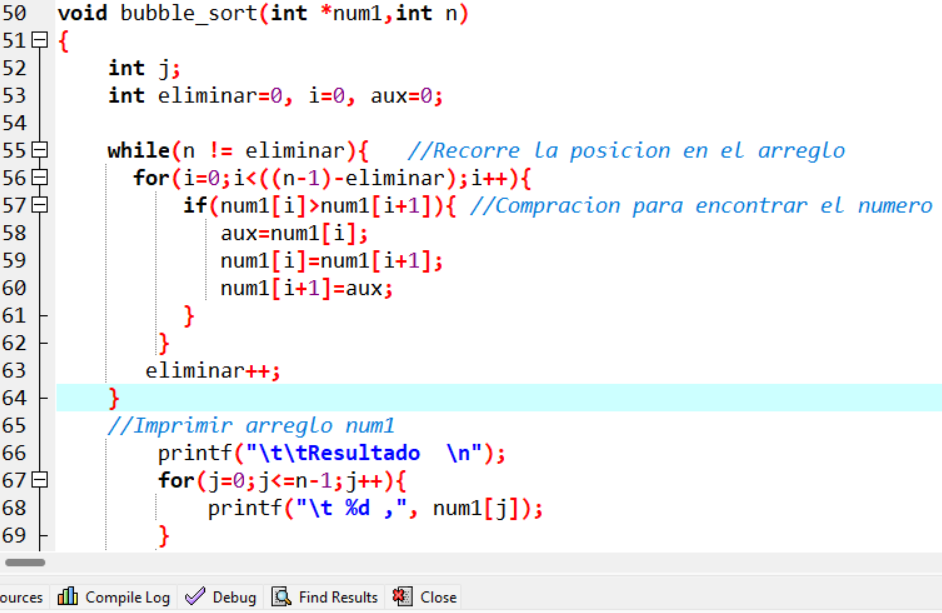 50 void bubble_sort(int *num1,int n)
51 {
52 int j;
53 int eliminar=0, i=0, aux=0;
54
55 while(n != eliminar){ //Recorre la posicion en el arreglo
56 for(i=0;i<((n-1)-eliminar);i++){
57 if(num1[i]>num1[i+1]){ //Compracion para encontrar el numero
58 aux=num1[i];
59 num1[i]=num1[i+1];
60 num1[i+1]=aux;
61 }
62 }
63 eliminar++;
64 }
65 //Imprimir arreglo num1
66 printf("\t\tResultado  \n");
67 for(j=0;j<=n-1;j++){
68 printf("\t %d ,", num1[j]);
69 }
ources Compile Log Debug Find Results Close